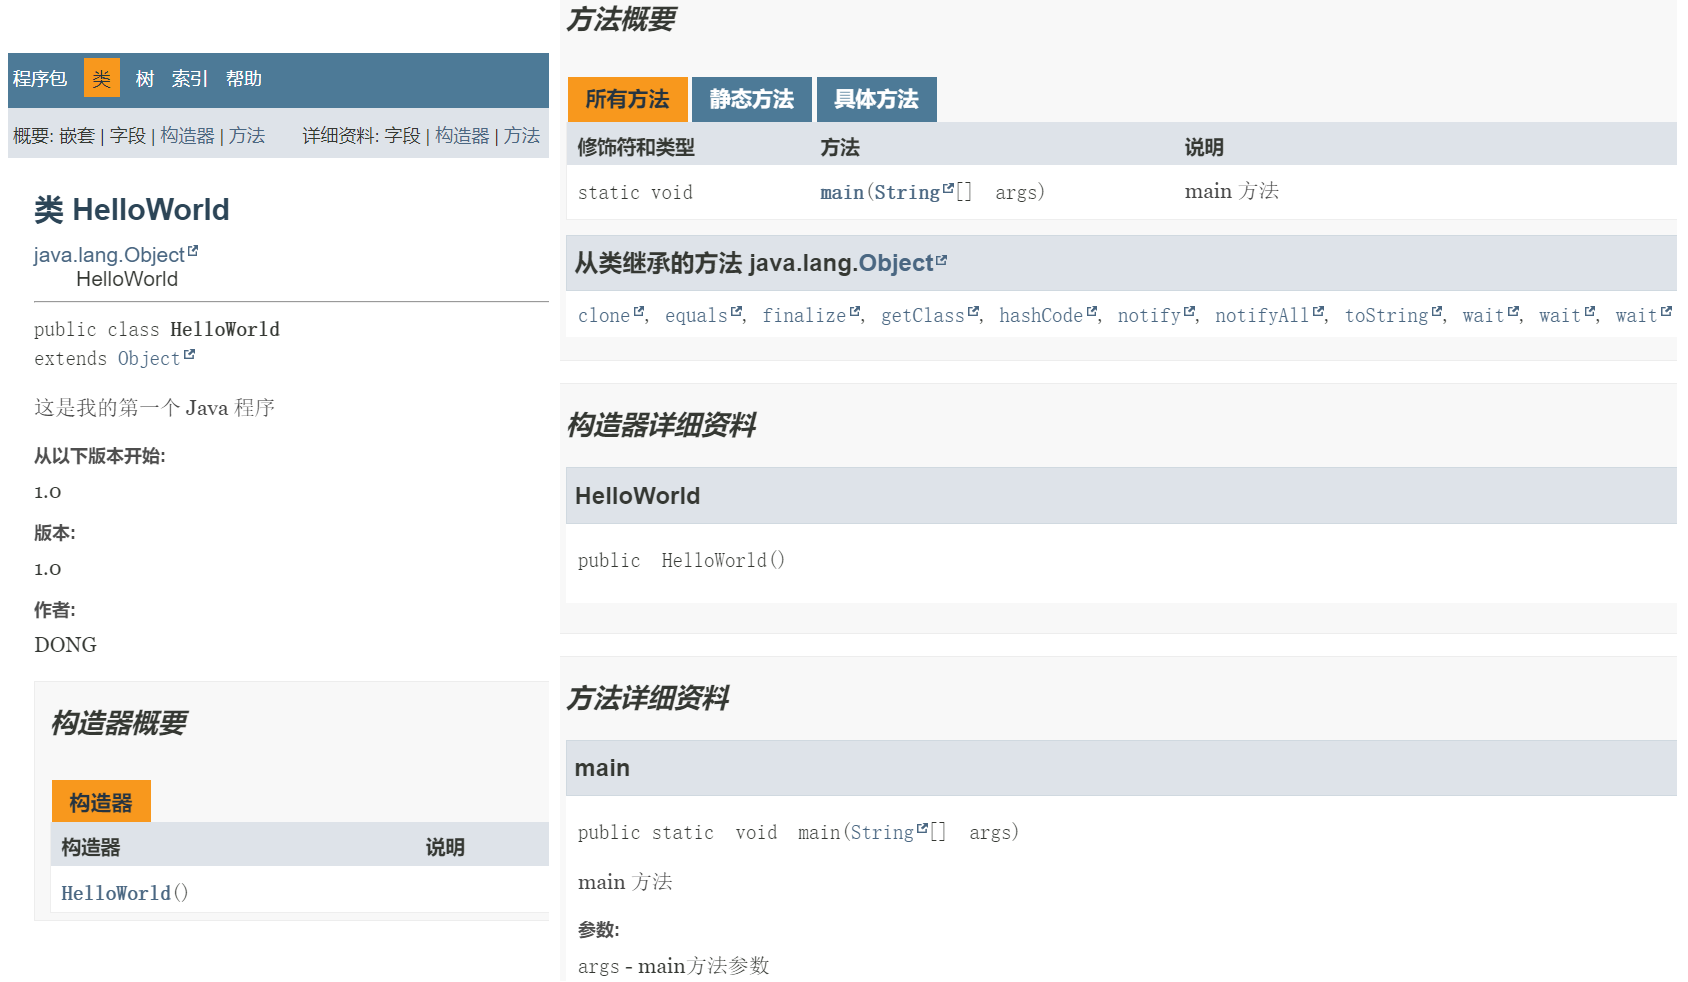 程序包 类 树 索引 帮助
概要: 嵌套 | 字段 | 构造器 | 方法 详细资料: 字段 | 构造器 | 方法
类 HelloWorld
java.lang.Object
HelloWorld
public class HelloWorld
extends Object
这是我的第一个 Java 程序
从以下版本开始:
1.0
版本:
1.0
作者:
DONG
构造器概要
构造器
构造器 说明
HelloWorld()
方法概要
所有方法 静态方法 具体方法
修饰符和类型 方法 说明
static void main(String[] args) main 方法
从类继承的方法 java.lang.Object
clone, equals, finalize, getClass, hashCode, notify, notifyAll, toString, wait, wait, wait
构造器详细资料
HelloWorld
public HelloWorld()
方法详细资料
main
public static void main(String[] args)
main 方法
参数:
args - main方法参数